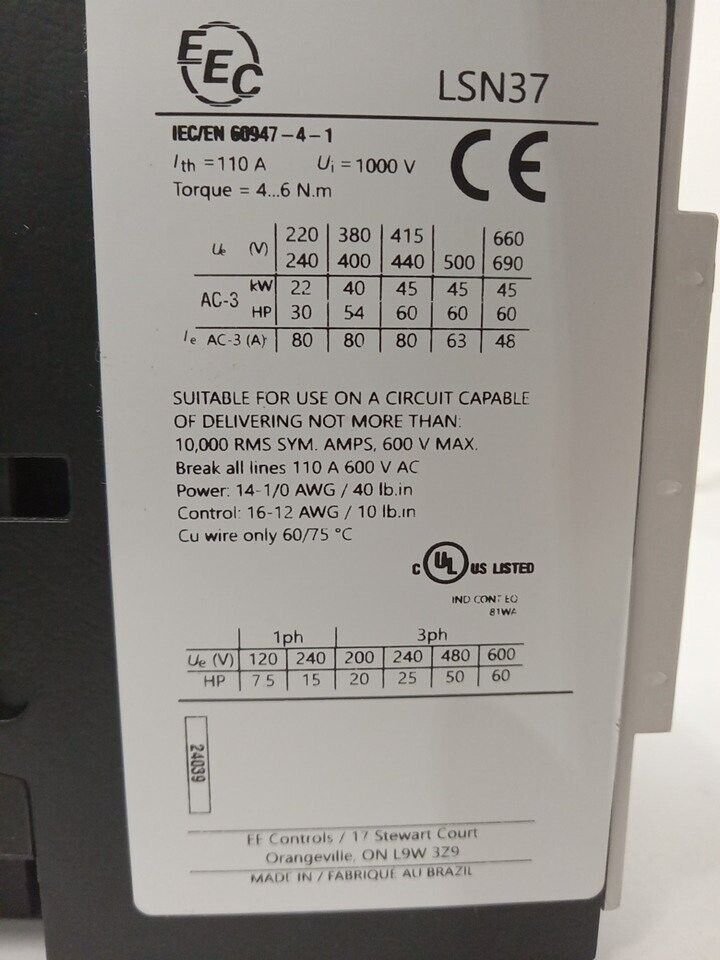 EEC
LSN37
IEC/EN 60947-4-1
CE
Ith =110 A Ui = 1000 V
Torque = 4...6 N.m
Ue (V) 220 380 415 660
240 400 440 500 690
AC-3 kW 22 40 45 45 45
HP 30 54 60 60 60
Ie AC-3 (A) 80 80 80 63 48
SUITABLE FOR USE ON A CIRCUIT CAPABLE
OF DELIVERING NOT MORE THAN:
10,000 RMS SYM. AMPS, 600 V MAX.
Break all lines 110 A 600 V AC
Power: 14-1/0 AWG / 40 lb.in
Control: 16-12 AWG / 10 lb.in
Cu wire only 60/75 °C
C UL US LISTED
IND CONT EQ
81WA
1ph 3ph
Ue (V) 120 240 200 240 480 600
HP 7.5 15 20 25 50 60
24039
EE Controls / 17 Stewart Court
Orangeville, ON L9W 3Z9
MADE IN / FABRIQUÉ AU BRAZIL